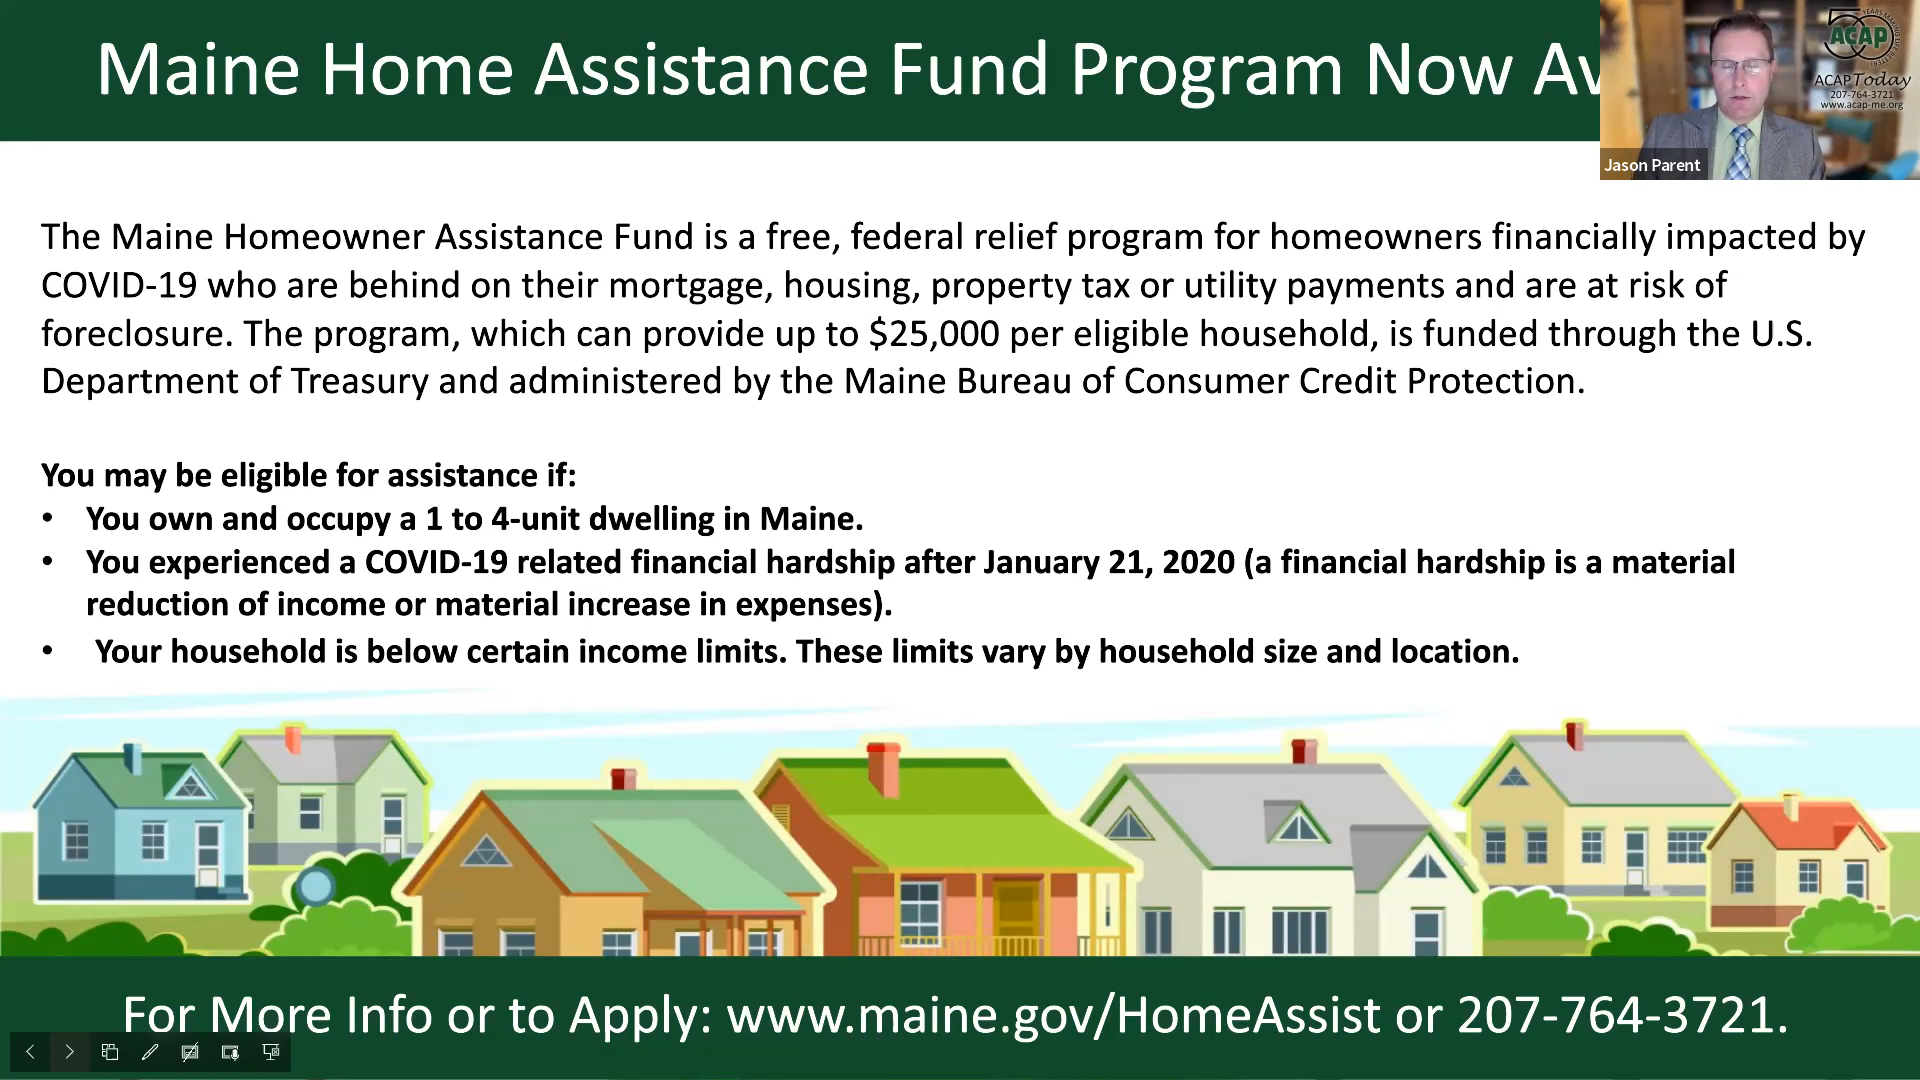 Maine Home Assistance Fund Program Now Av
YEARS MAKING LIFE BETTER!
50
ACAP
ACAP Today
207-764-3721
www.acap-me.org
Jason Parent
The Maine Homeowner Assistance Fund is a free, federal relief program for homeowners financially impacted by
COVID-19 who are behind on their mortgage, housing, property tax or utility payments and are at risk of
foreclosure. The program, which can provide up to $25,000 per eligible household, is funded through the U.S.
Department of Treasury and administered by the Maine Bureau of Consumer Credit Protection.
You may be eligible for assistance if:
• You own and occupy a 1 to 4-unit dwelling in Maine.
• You experienced a COVID-19 related financial hardship after January 21, 2020 (a financial hardship is a material
reduction of income or material increase in expenses).
• Your household is below certain income limits. These limits vary by household size and location.
For More Info or to Apply: www.maine.gov/HomeAssist or 207-764-3721.